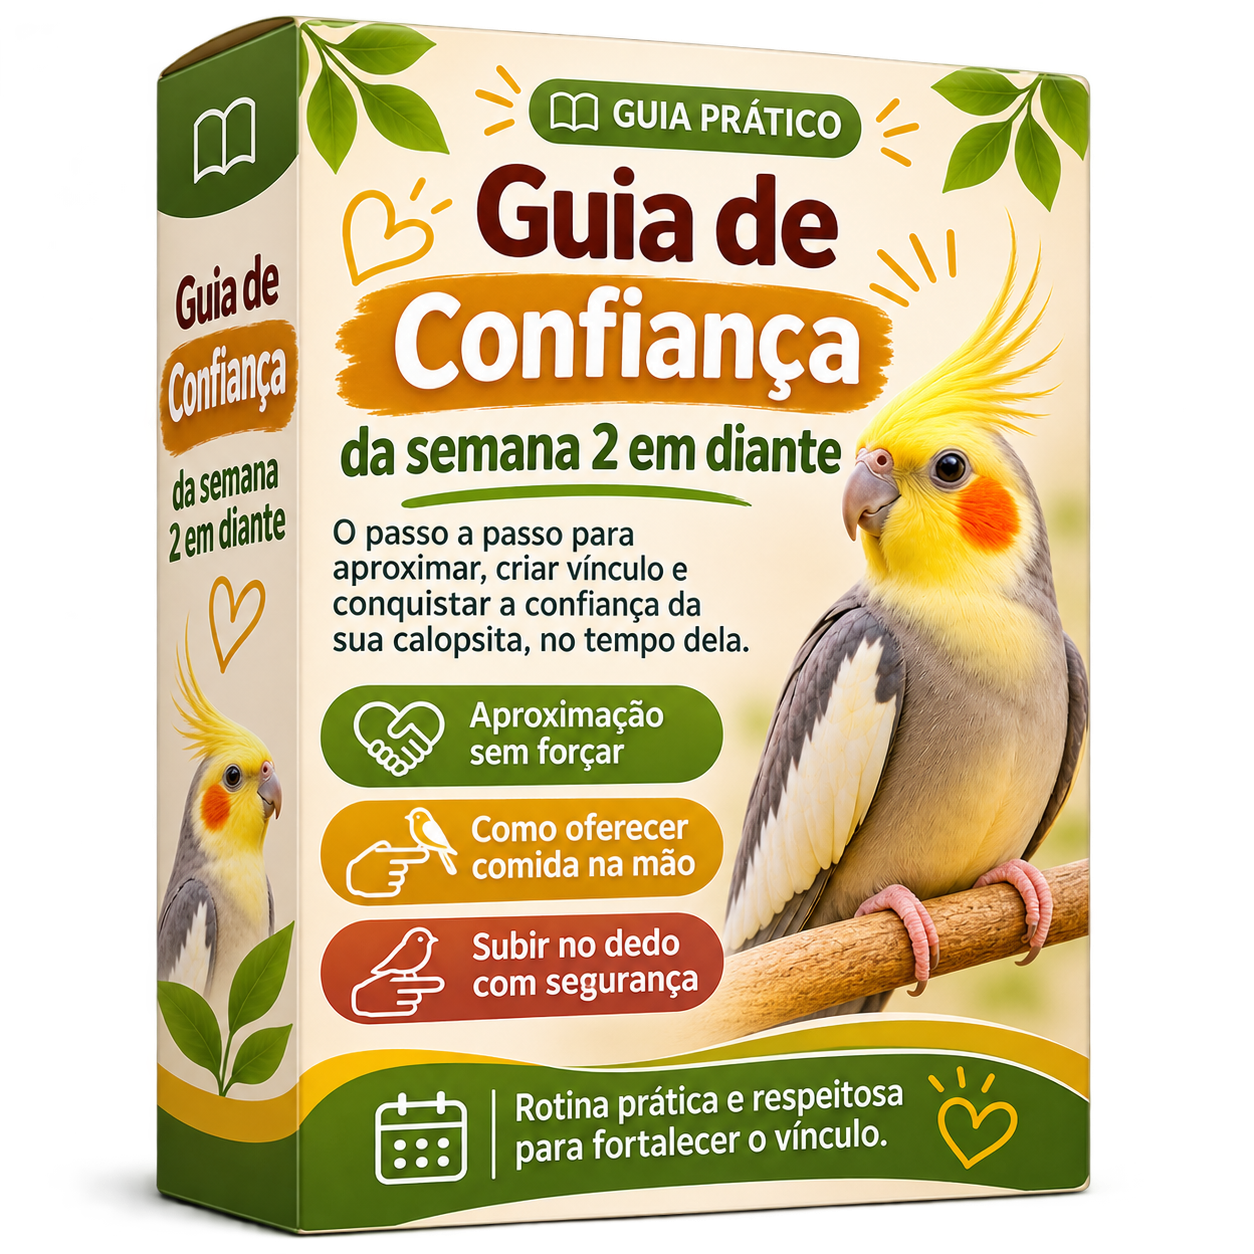 GUIA PRÁTICO
Guia de
Confiança
da semana 2 em diante
O passo a passo para
aproximar, criar vínculo e
conquistar a confiança da
sua calopsita, no tempo dela.
Aproximação
sem forçar
Como oferecer
comida na mão
Subir no dedo
com segurança
Rotina prática e respeitosa
para fortalecer o vínculo.
Guia de
Confiança
da semana
2 em diante